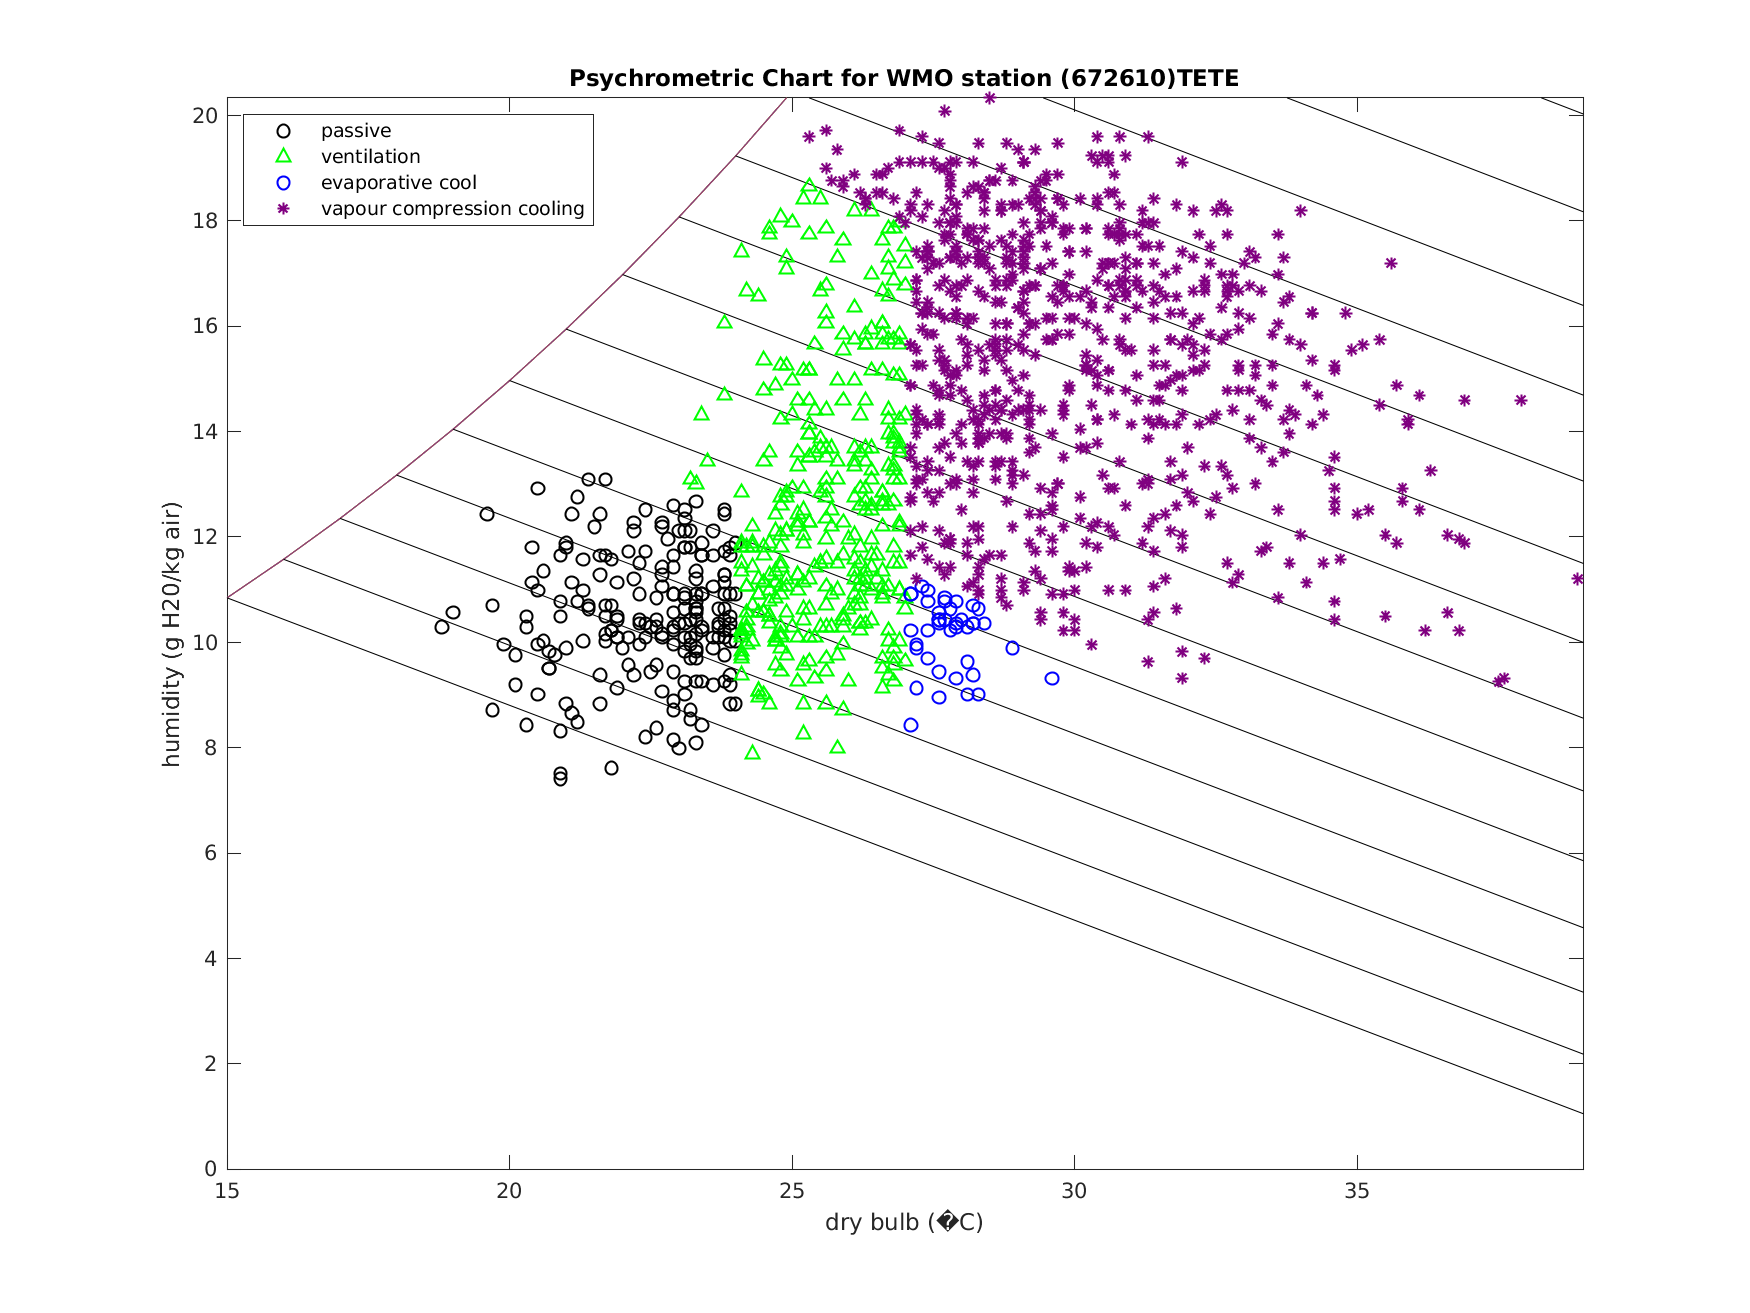 Psychrometric Chart for WMO station (672610)TETE
passive
ventilation
evaporative cool
vapour compression cooling
20
18
16
14
12
10
8
6
4
2
0
humidity (g H20/kg air)
15 20 25 30 35
dry bulb (�C)